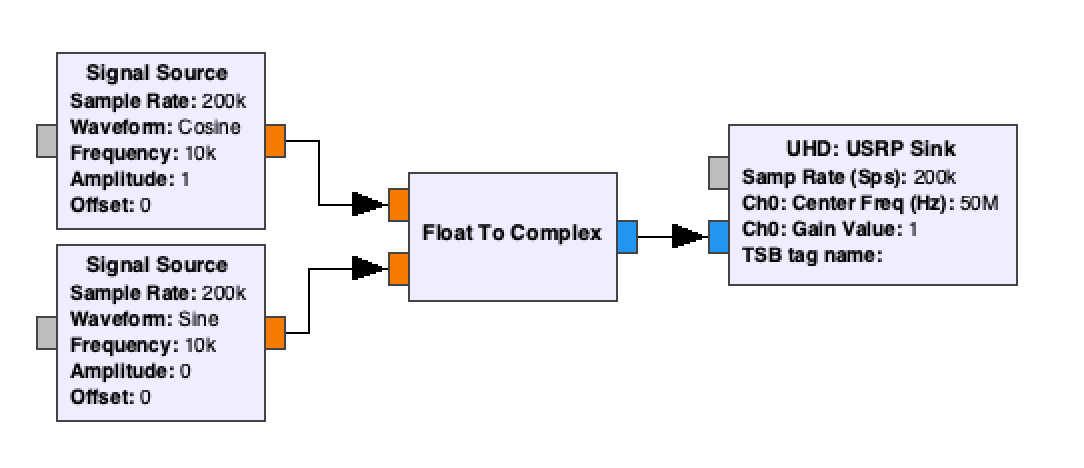 Signal Source
Sample Rate: 200k
Waveform: Cosine
Frequency: 10k
Amplitude: 1
Offset: 0
Signal Source
Sample Rate: 200k
Waveform: Sine
Frequency: 10k
Amplitude: 0
Offset: 0
Float To Complex
UHD: USRP Sink
Samp Rate (Sps): 200k
Ch0: Center Freq (Hz): 50M
Ch0: Gain Value: 1
TSB tag name: